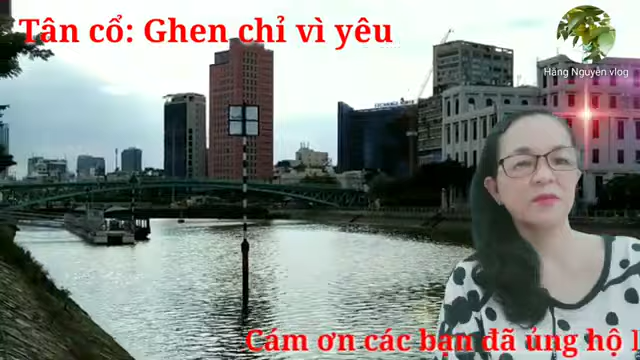 Tân cổ: Ghen chỉ vì yêu
Hằng Nguyễn vlog
Cám ơn các bạn đã ủng hộ